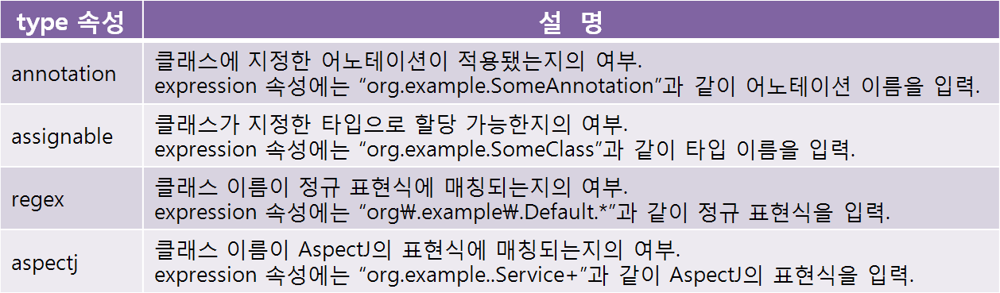 type 속성 설 명
annotation
클래스에 지정한 어노테이션이 적용됐는지의 여부.
expression 속성에는 “org.example.SomeAnnotation”과 같이 어노테이션 이름을 입력.
assignable
클래스가 지정한 타입으로 할당 가능한지의 여부.
expression 속성에는 “org.example.SomeClass”과 같이 타입 이름을 입력.
regex
클래스 이름이 정규 표현식에 매칭되는지의 여부.
expression 속성에는 “org₩.example₩.Default.*”과 같이 정규 표현식을 입력.
aspectj
클래스 이름이 AspectJ의 표현식에 매칭되는지의 여부.
expression 속성에는 “org.example..Service+”과 같이 AspectJ의 표현식을 입력.